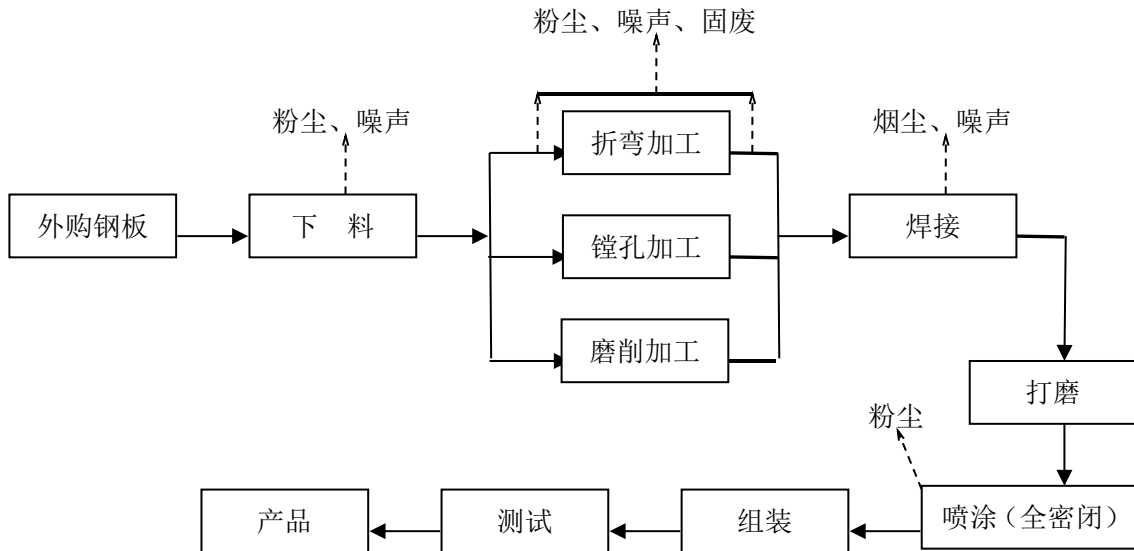 粉尘、噪声、固废
粉尘、噪声
烟尘、噪声
折弯加工
外购钢板
下 料
镗孔加工
焊接
磨削加工
打磨
粉尘
产品
测试
组装
喷涂（全密闭）